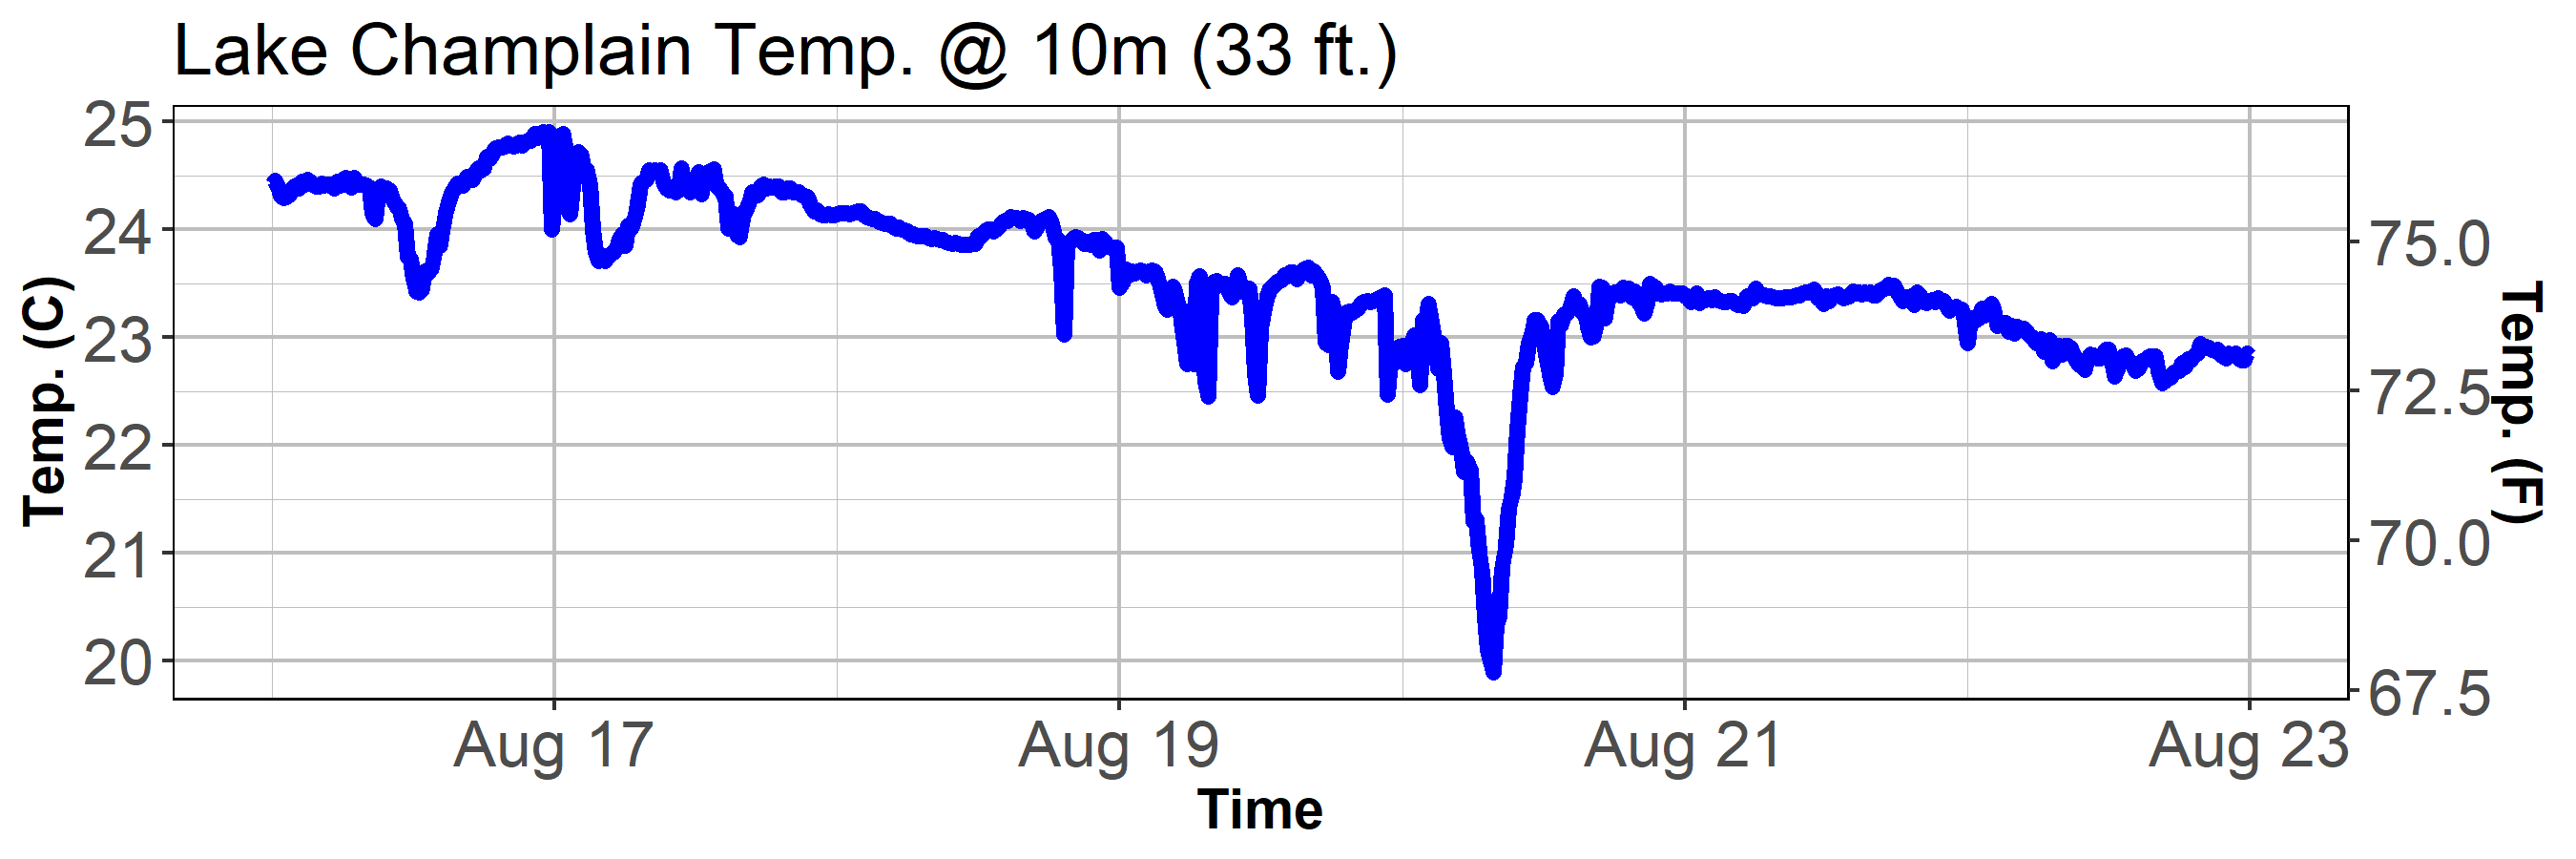 Lake Champlain Temp. @ 10m (33 ft.)
Temp. (C)
25
24
23
22
21
20
75.0
72.5
70.0
67.5
Temp. (F)
Aug 17
Aug 19
Aug 21
Aug 23
Time